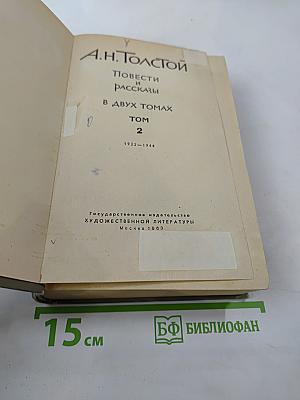 А.Н.ТОЛСТОЙ
ПОВЕСТИ
и
РАССКАЗЫ
В ДВУХ ТОМАХ
ТОМ
2
1922—1944
Государственное издательство
ХУДОЖЕСТВЕННОЙ ЛИТЕРАТУРЫ
Москва 1963
15 см
БФ БИБЛИОФАН